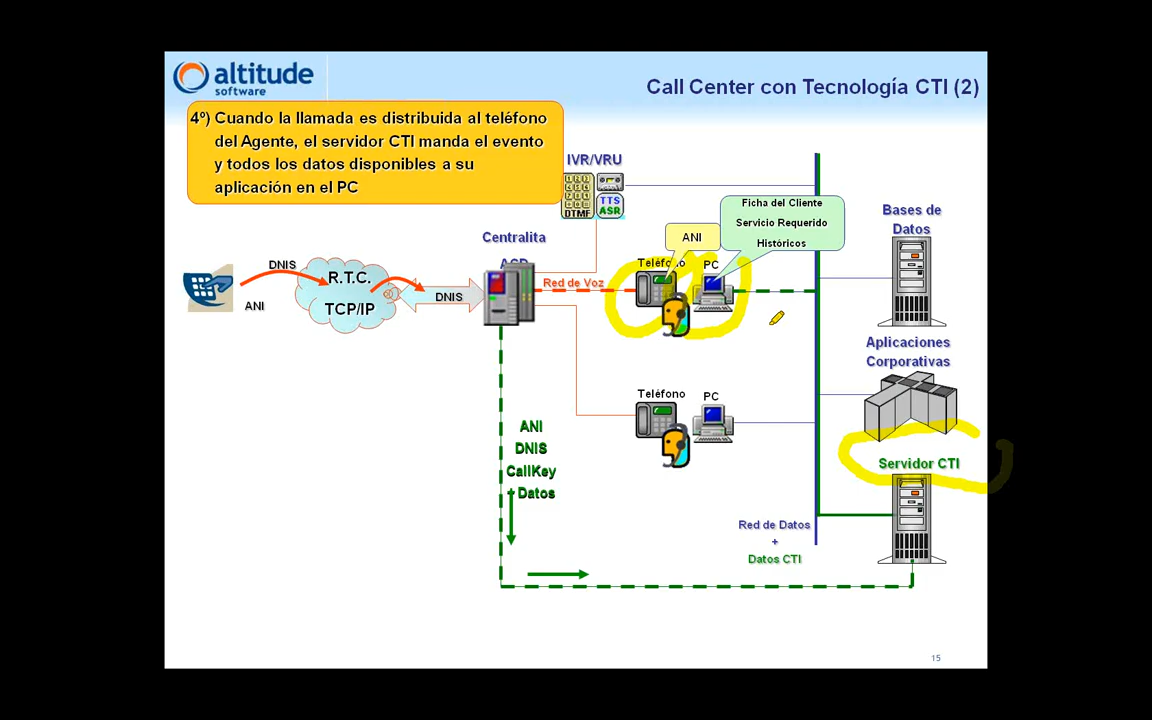 altitude
software
Call Center con Tecnología CTI (2)
4º) Cuando la llamada es distribuida al teléfono
del Agente, el servidor CTI manda el evento
y todos los datos disponibles a su
aplicación en el PC
IVR/VRU
TTS
ASR
DTMF
Ficha del Cliente
Servicio Requerido
Históricos
Bases de
Datos
ANI
Centralita
ACD
DNIS
R.T.C.
TCP/IP
ANI
DNIS
Red de Voz
Teléfono
PC
Aplicaciones
Corporativas
Teléfono
PC
ANI
DNIS
CallKey
+ Datos
Servidor CTI
Red de Datos
+
Datos CTI
15